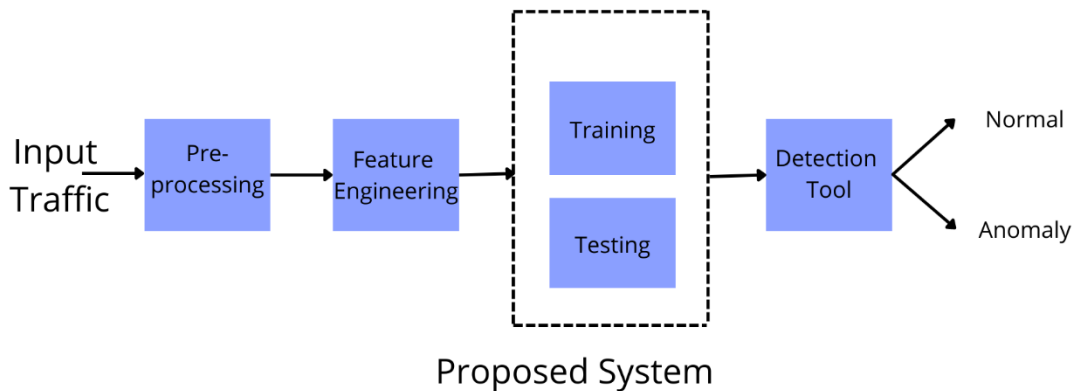 Input
Traffic
Pre-
processing
Feature
Engineering
Training
Testing
Detection
Tool
Normal
Anomaly
Proposed System